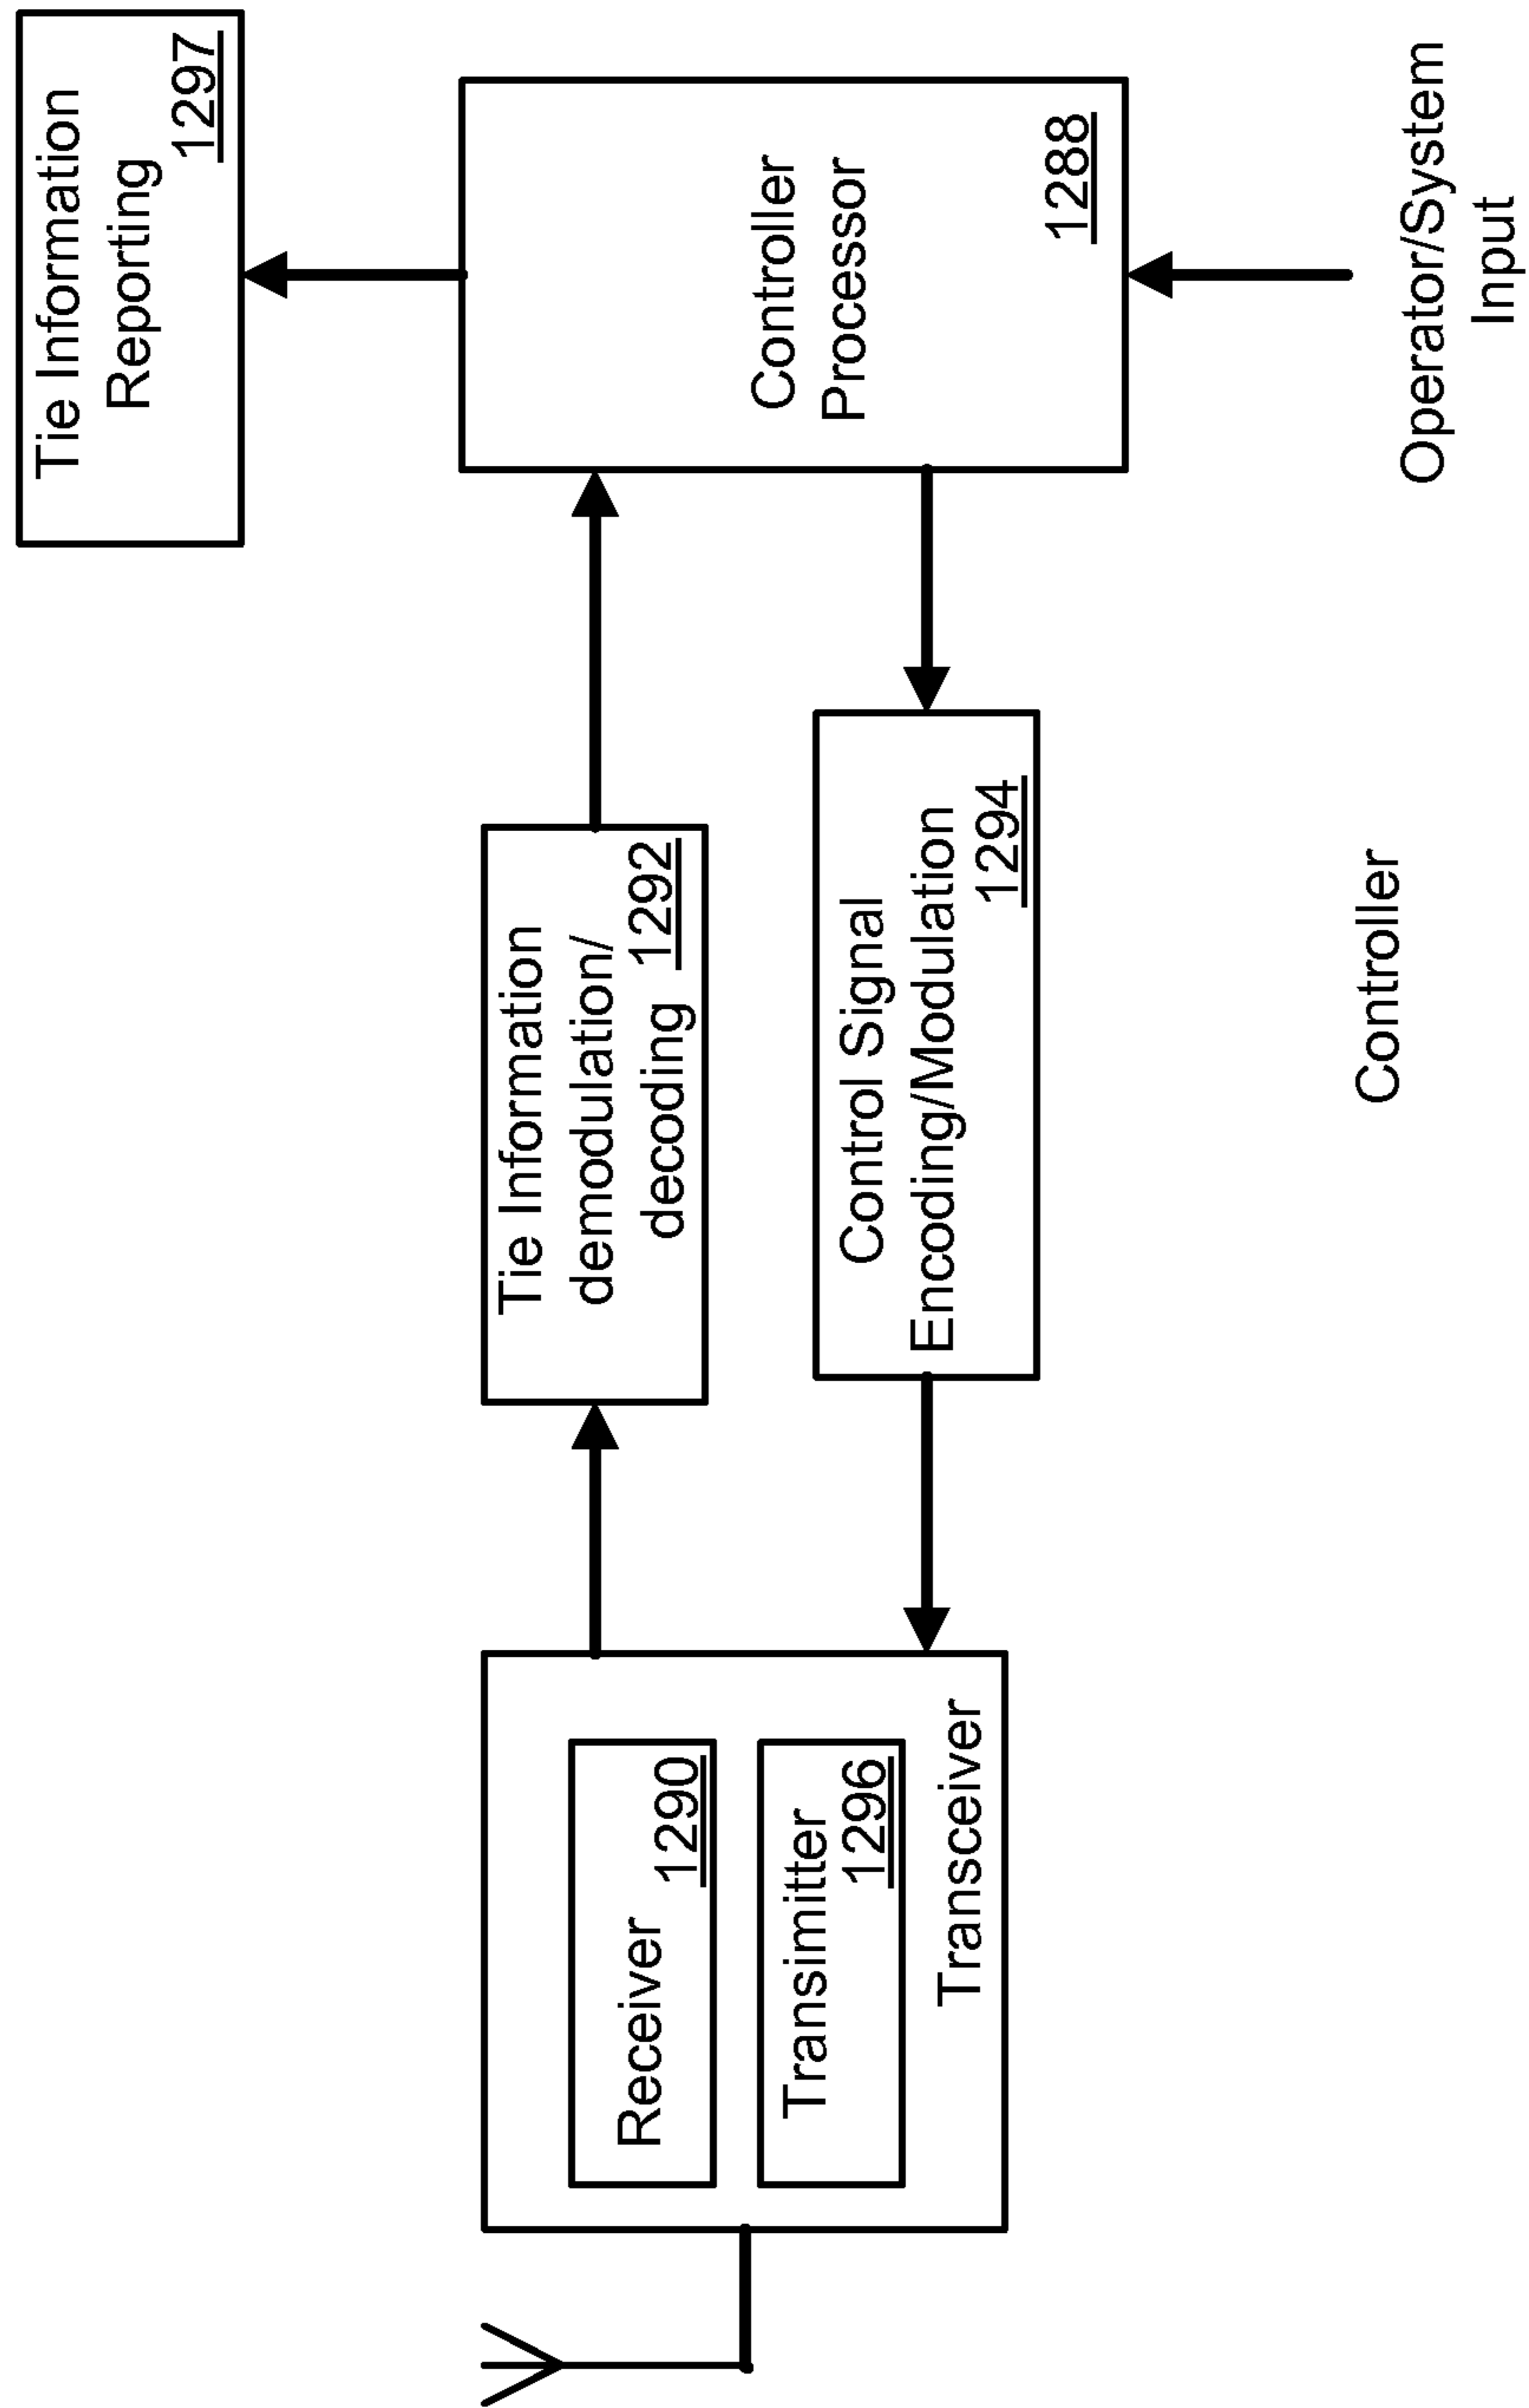 Tie Information
Reporting
1297
Receiver
1290
Transimitter
1296
Transceiver
Tie Information
demodulation/
decoding 1292
Control Signal
Encoding/Modulation
1294
Controller
Processor
1288
Controller
Operator/System
Input